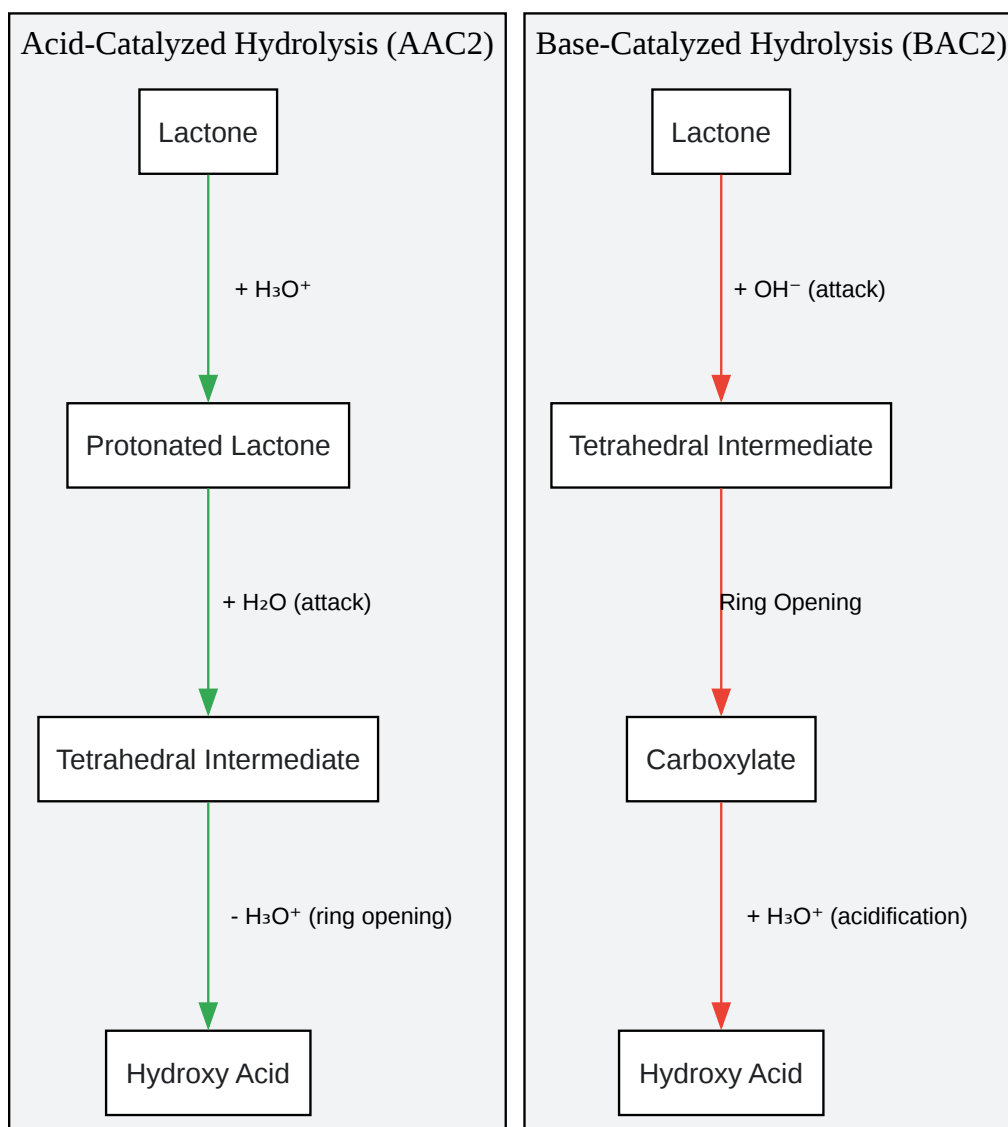 Acid-Catalyzed Hydrolysis (AAC2)
Lactone
+ H₃O⁺
Protonated Lactone
+ H₂O (attack)
Tetrahedral Intermediate
- H₃O⁺ (ring opening)
Hydroxy Acid
Base-Catalyzed Hydrolysis (BAC2)
Lactone
+ OH⁻ (attack)
Tetrahedral Intermediate
Ring Opening
Carboxylate
+ H₃O⁺ (acidification)
Hydroxy Acid